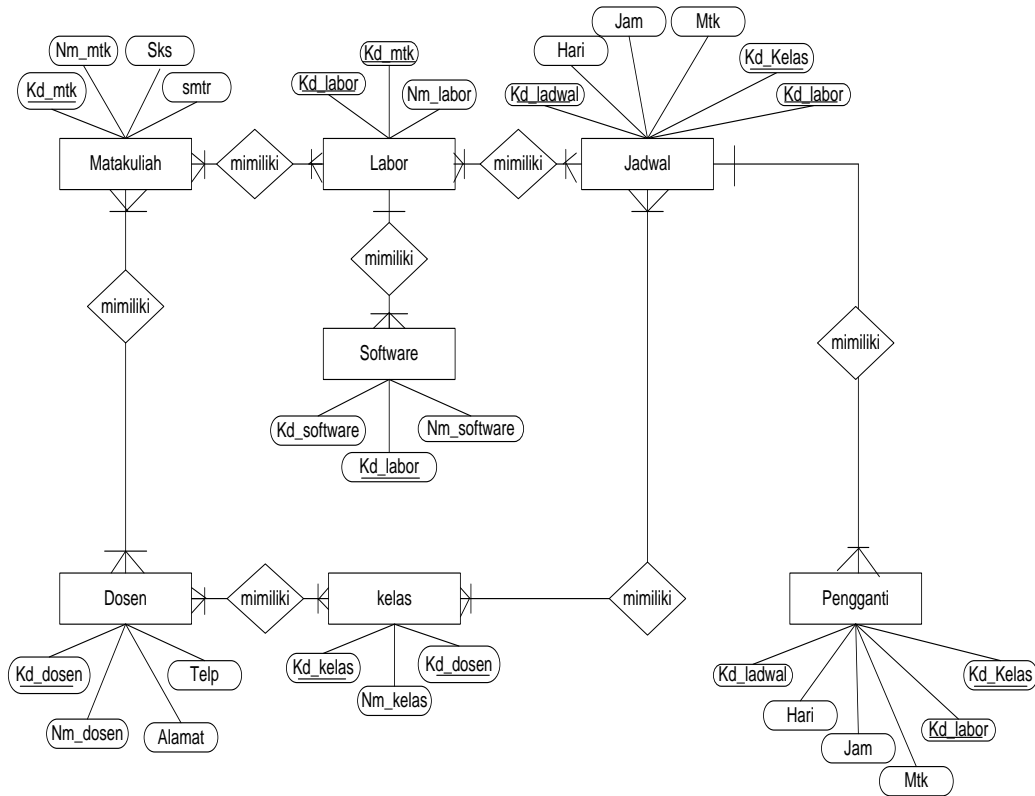 Jam
Mtk
Nm_mtk
Sks
Kd_mtk
Hari
Kd_Kelas
Kd_mtk
smtr
Kd_labor
Nm_labor
Kd_ladwal
Kd_labor
Matakuliah
mimiliki
Labor
mimiliki
Jadwal
mimiliki
mimiliki
mimiliki
Software
Kd_software
Nm_software
Kd_labor
Dosen
mimiliki
kelas
mimiliki
Pengganti
Kd_dosen
Telp
Kd_kelas
Kd_dosen
Nm_kelas
Kd_ladwal
Kd_Kelas
Nm_dosen
Alamat
Hari
Kd_labor
Jam
Mtk